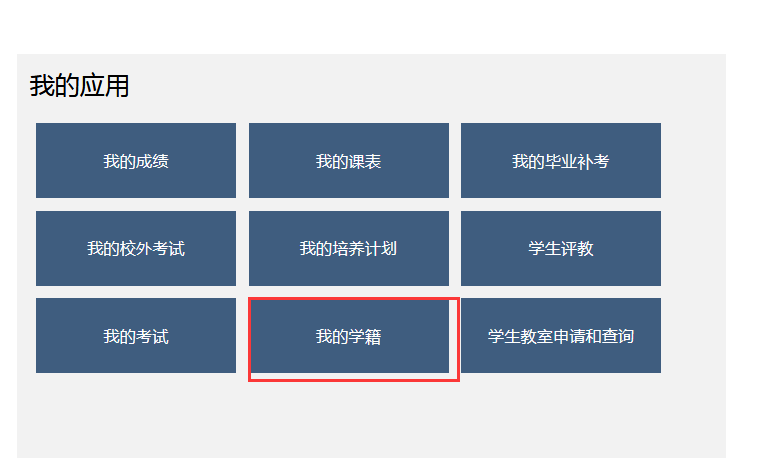 我的应用
我的成绩
我的课表
我的毕业补考
我的校外考试
我的培养计划
学生评教
我的考试
我的学籍
学生教室申请和查询